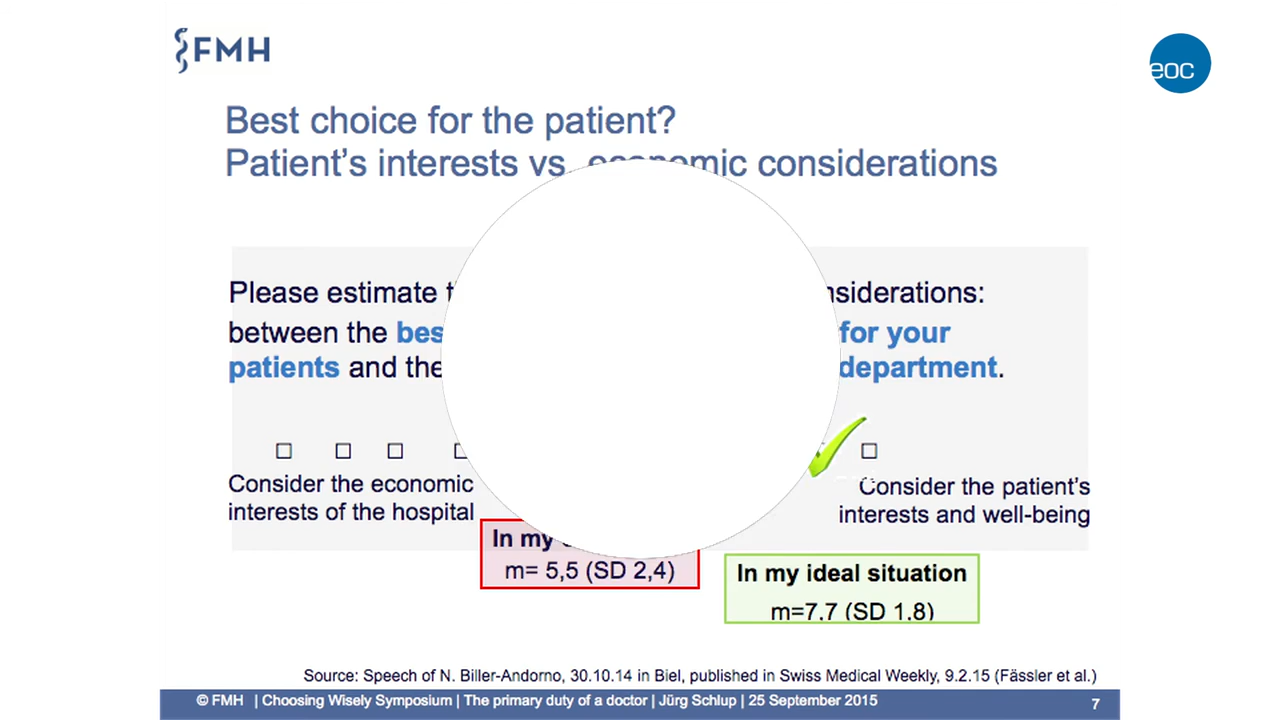 FMH
eoc
Best choice for the patient?
Patient's interests vs. economic considerations
Please estimate
between the for your
patients and the department.
Consider the economic
interests of the hospital
Consider the patient's
interests and well-being
In my
m= 5,5 (SD 2,4)
In my ideal situation
m=7,7 (SD 1,8)
Source: Speech of N. Biller-Andorno, 30.10.14 in Biel, published in Swiss Medical Weekly, 9.2.15 (Fässler et al.)
© FMH | Choosing Wisely Symposium | The primary duty of a doctor | Jürg Schlup | 25 September 2015
7